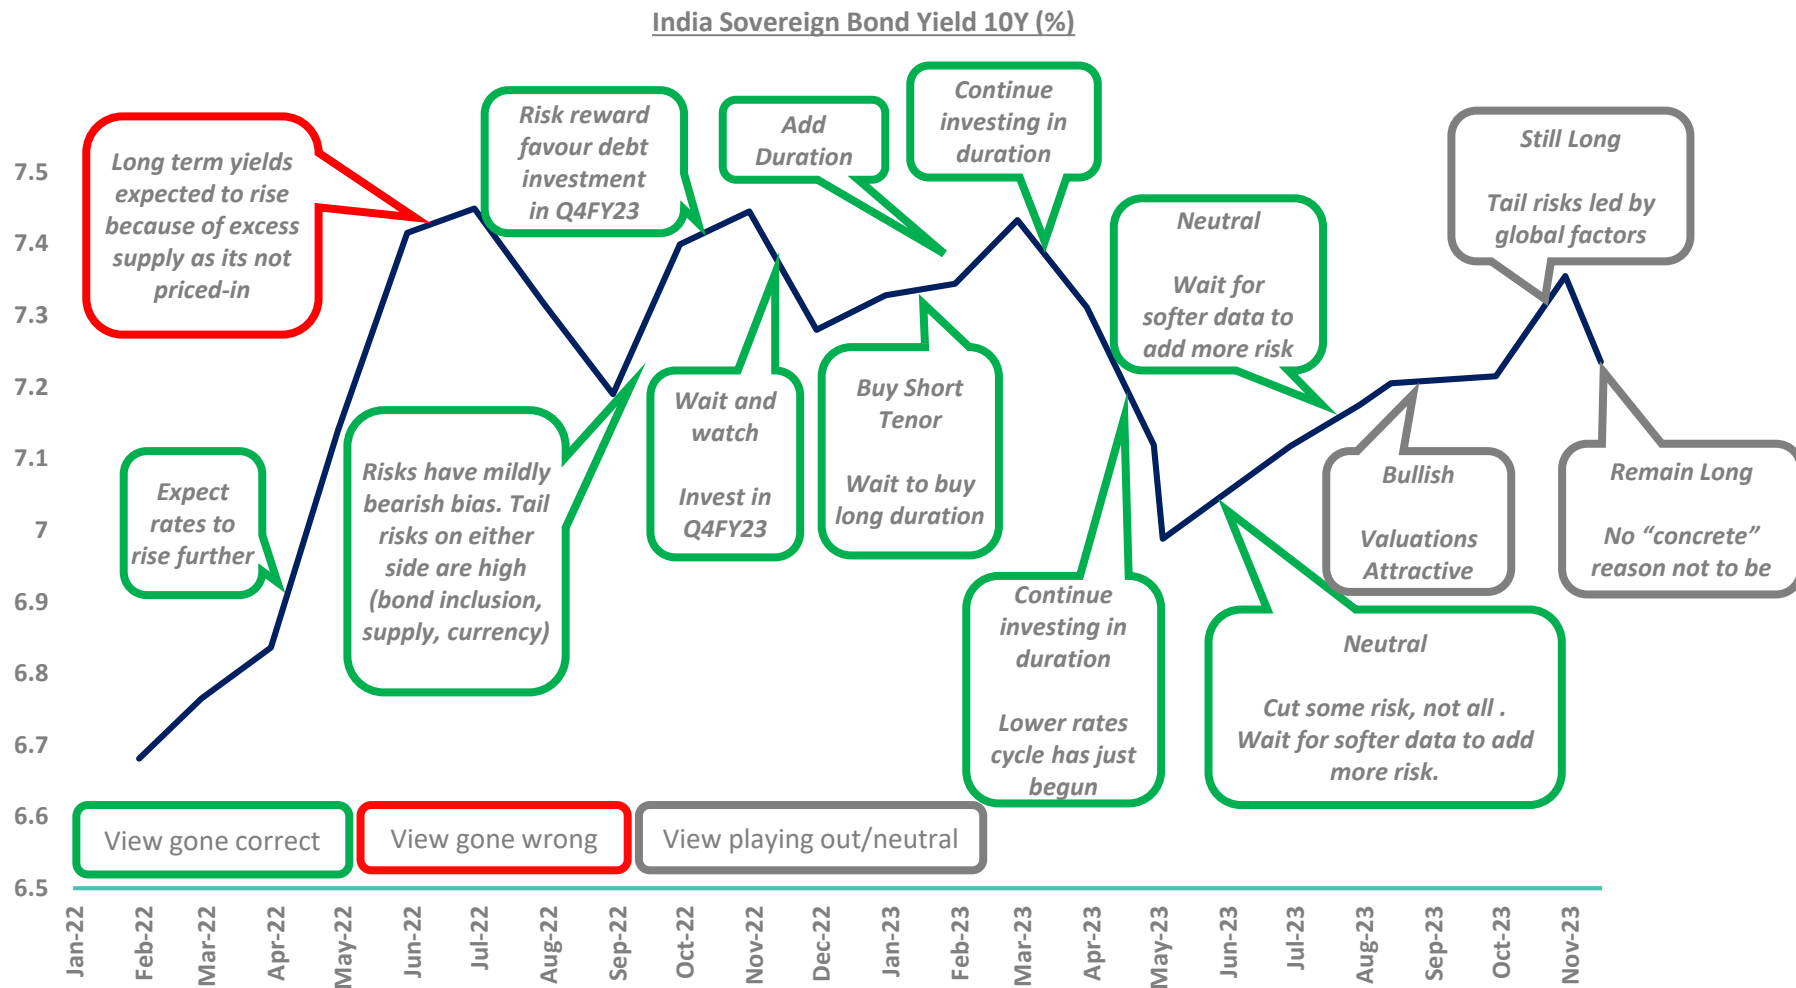 India Sovereign Bond Yield 10Y (%)
7.5
7.4
7.3
7.2
7.1
7
6.9
6.8
6.7
6.6
6.5
Long term yields
expected to rise
because of excess
supply as its not
priced-in
Expect
rates to
rise further
Risk reward
favour debt
investment
in Q4FY23
Risks have mildly
bearish bias. Tail
risks on either
side are high
(bond inclusion,
supply, currency)
Wait and
watch
Invest in
Q4FY23
Add
Duration
Buy Short
Tenor
Wait to buy
long duration
Continue
investing in
duration
Continue
investing in
duration
Lower rates
cycle has just
begun
Neutral
Wait for
softer data to
add more risk
Neutral
Cut some risk, not all .
Wait for softer data to add
more risk.
Bullish
Valuations
Attractive
Still Long
Tail risks led by
global factors
Remain Long
No “concrete”
reason not to be
View gone correct
View gone wrong
View playing out/neutral
Jan-22
Feb-22
Mar-22
Apr-22
May-22
Jun-22
Jul-22
Aug-22
Sep-22
Oct-22
Nov-22
Dec-22
Jan-23
Feb-23
Mar-23
Apr-23
May-23
Jun-23
Jul-23
Aug-23
Sep-23
Oct-23
Nov-23